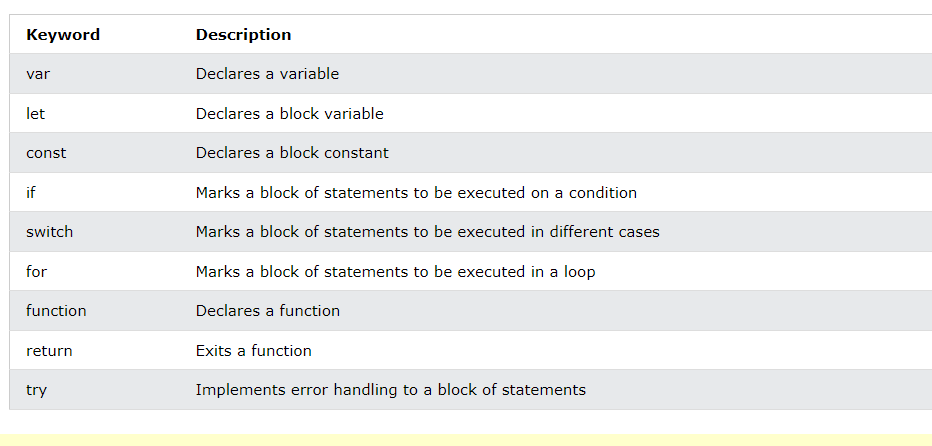 Keyword Description
var Declares a variable
let Declares a block variable
const Declares a block constant
if Marks a block of statements to be executed on a condition
switch Marks a block of statements to be executed in different cases
for Marks a block of statements to be executed in a loop
function Declares a function
return Exits a function
try Implements error handling to a block of statements